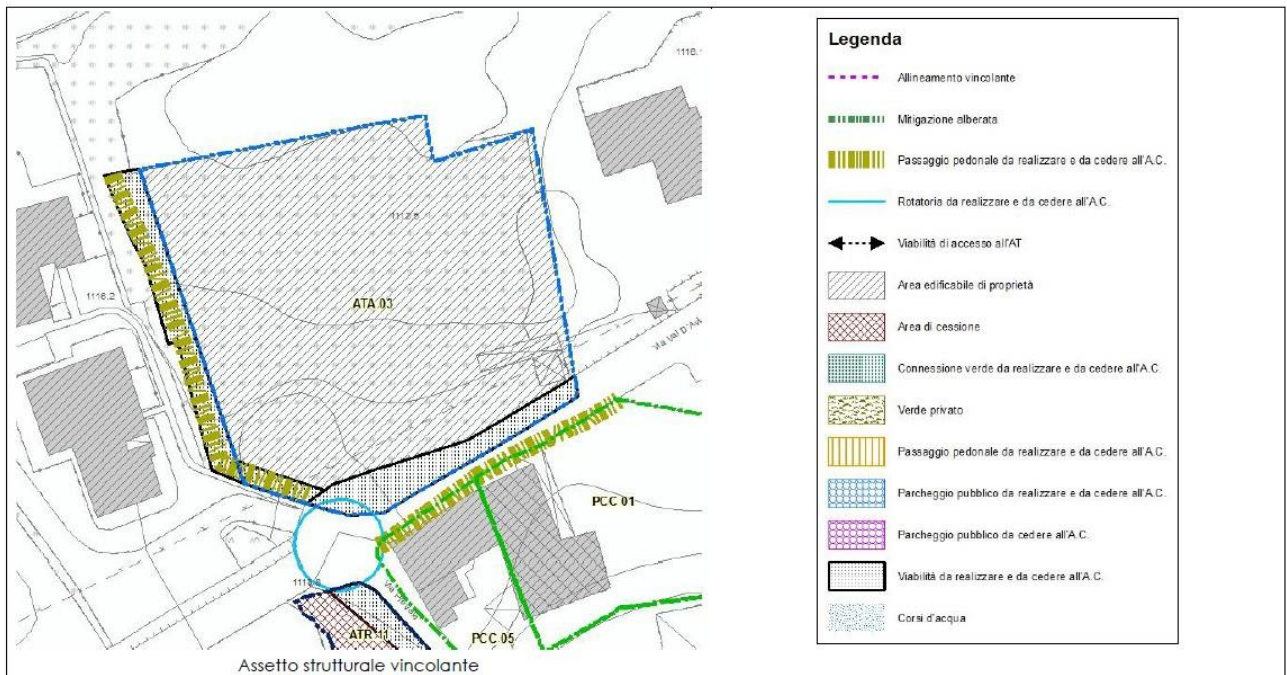 1116.2
1112.5
ATA 03
PCC 01
ATR 11
PCC 05
Assetto strutturale vincolante
Legenda
Allineamento vincolante
Mitigazione alberata
Passaggio pedonale da realizzare e da cedere all'A.C.
Rotatoria da realizzare e da cedere all'A.C.
Viabilità di accesso all'AT
Area edificabile di proprietà
Area di cessione
Connessione verde da realizzare e da cedere all'A.C.
Verde privato
Passaggio pedonale da realizzare e da cedere all'A.C.
Parcheggio pubblico da realizzare e da cedere all'A.C.
Parcheggio pubblico da cedere all'A.C.
Viabilità da realizzare e da cedere all'A.C.
Corsi d'acqua